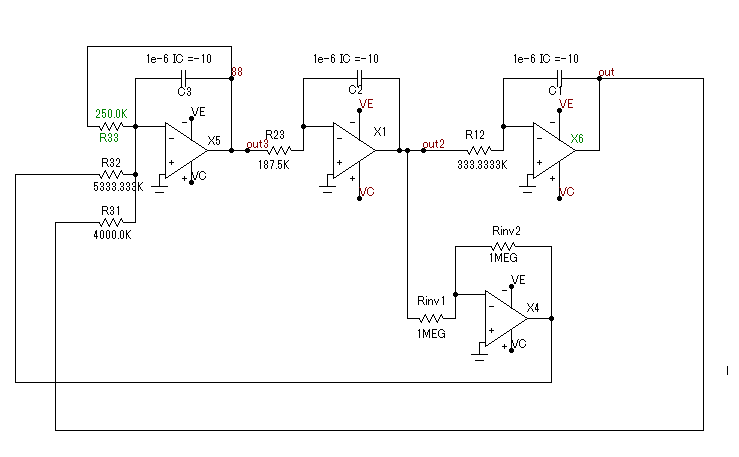 1e-6 IC =-10
1e-6 IC =-10
1e-6 IC =-10
88
out
C3
C2
C1
VE
VE
250.0K
VE
R33
X5
X1
X6
R32
out3
R23
out2
R12
5333.333K
187.5K
333.3333K
VC
VC
VC
R31
4000.0K
Rinv2
1MEG
VE
Rinv1
X4
1MEG
VC